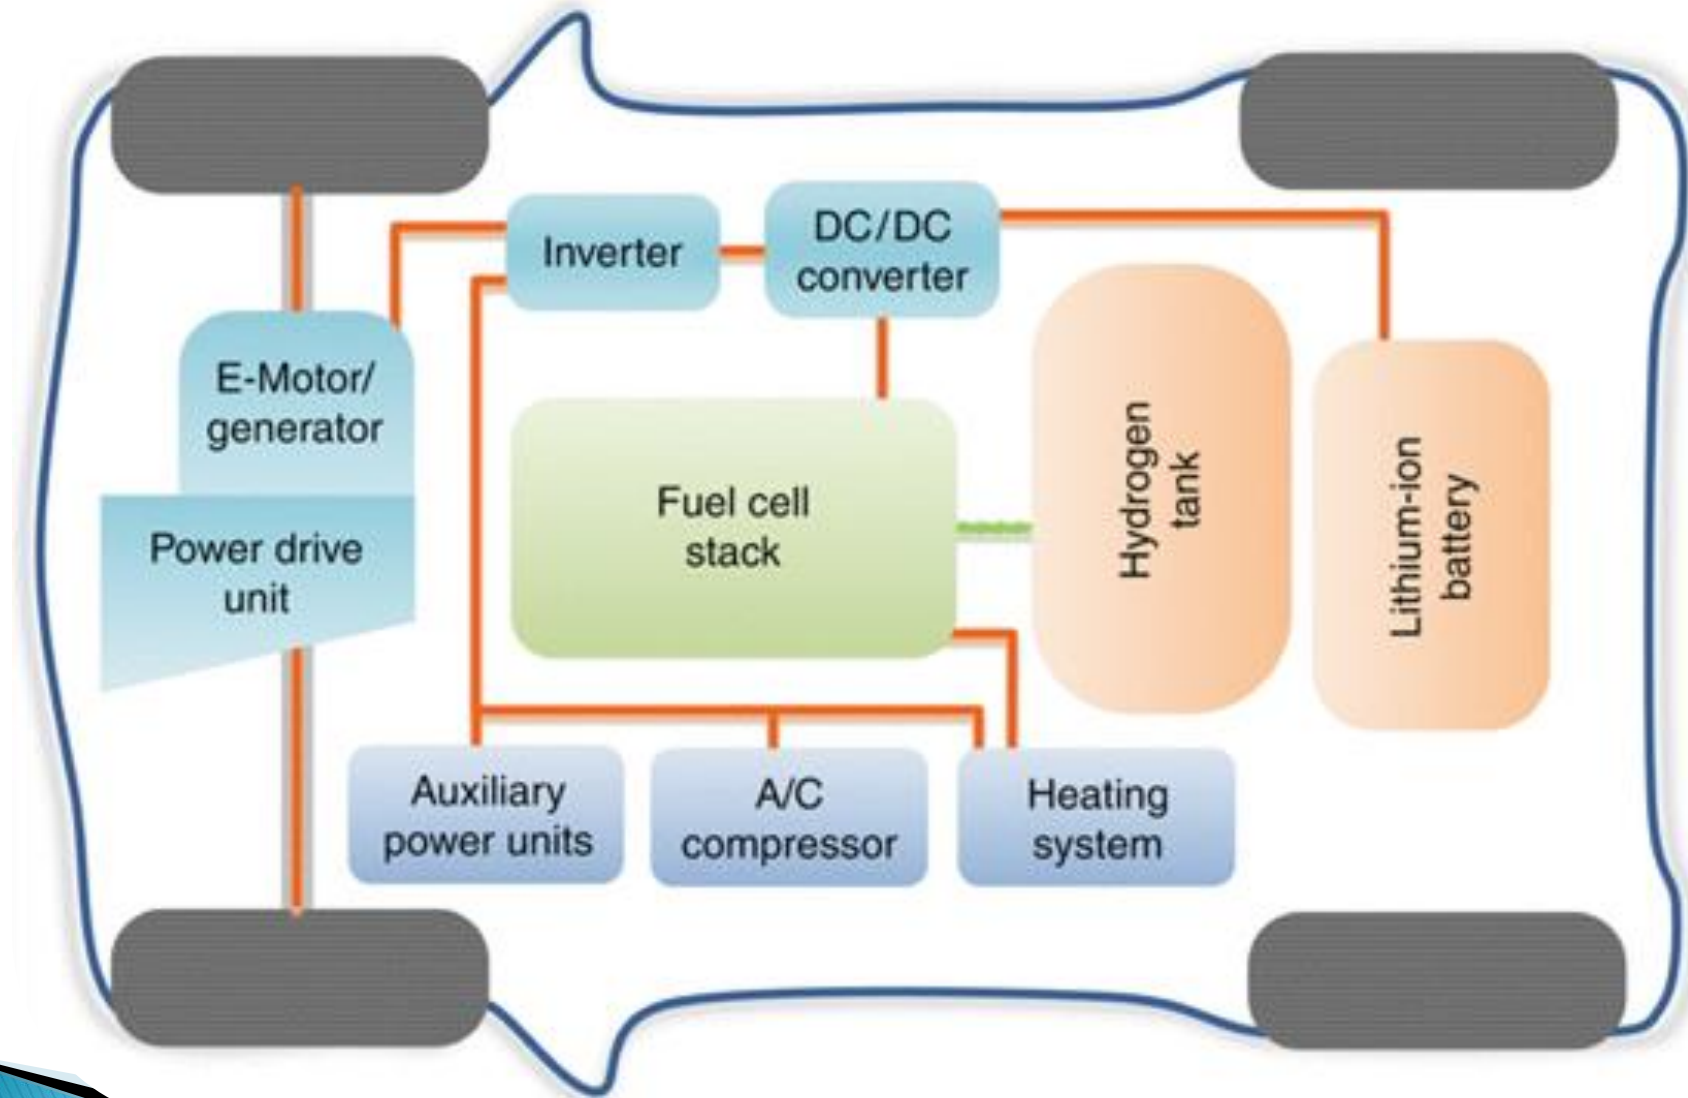 Inverter
DC/DC
converter
E-Motor/
generator
Power drive
unit
Fuel cell
stack
Hydrogen
tank
Lithium-ion
battery
Auxiliary
power units
A/C
compressor
Heating
system